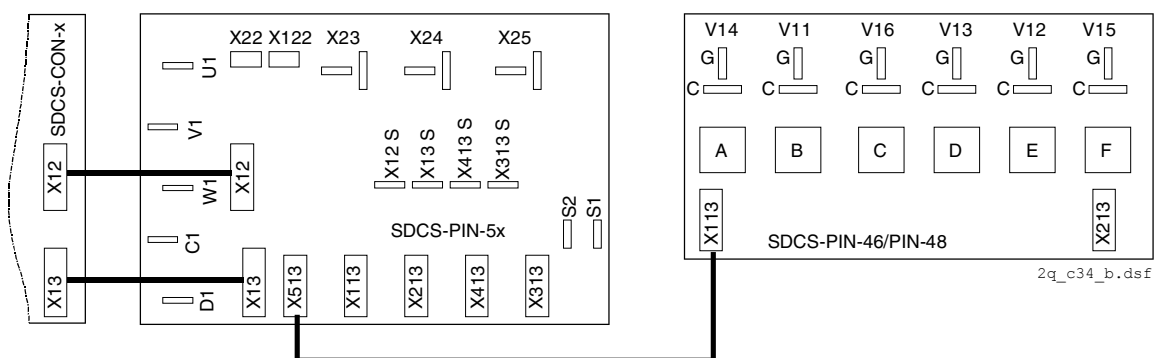 SDCS-CON-x
X12
X13
X22 X122 X23 X24 X25
U1
V1
W1
C1
D1
X12
X12 S
X13 S
X413 S
X313 S
S2
S1
SDCS-PIN-5x
X13
X513
X113
X213
X413
X313
V14 V11 V16 V13 V12 V15
G G G G G G
C C C C C C
A B C D E F
X113
X213
SDCS-PIN-46/PIN-48
2q_c34_b.dsf